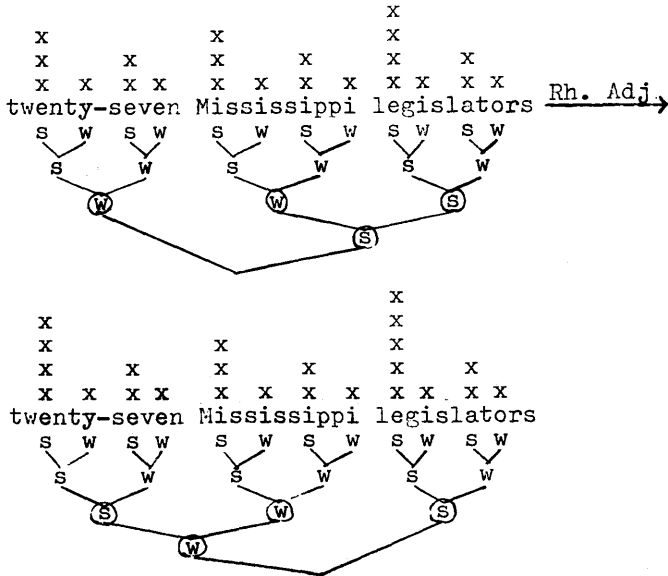 x
x x x
x x x x x x
x x x x x x x x x x x x
twenty-seven Mississippi legislators Rh. Adj.
S W S W S W S W S W S W
S W S W S W
W W S
S
x
x x
x x x
x x x x x x
x x x x x x x x x x x x
twenty-seven Mississippi legislators
S W S W S W S W S W S W
S W S W S W
S W S
W